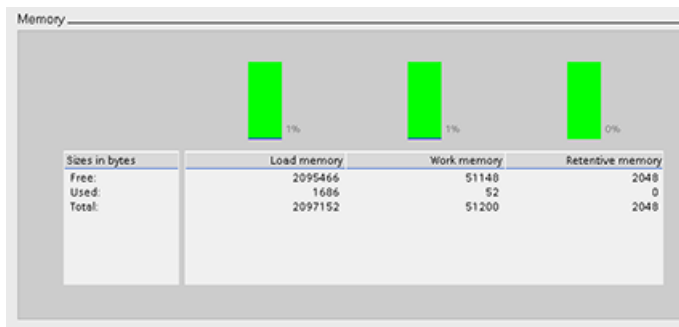 Memory
1% 1% 0%
Sizes in bytes Load memory Work memory Retentive memory
Free: 2095466 51148 2048
Used: 1686 52 0
Total: 2097152 51200 2048